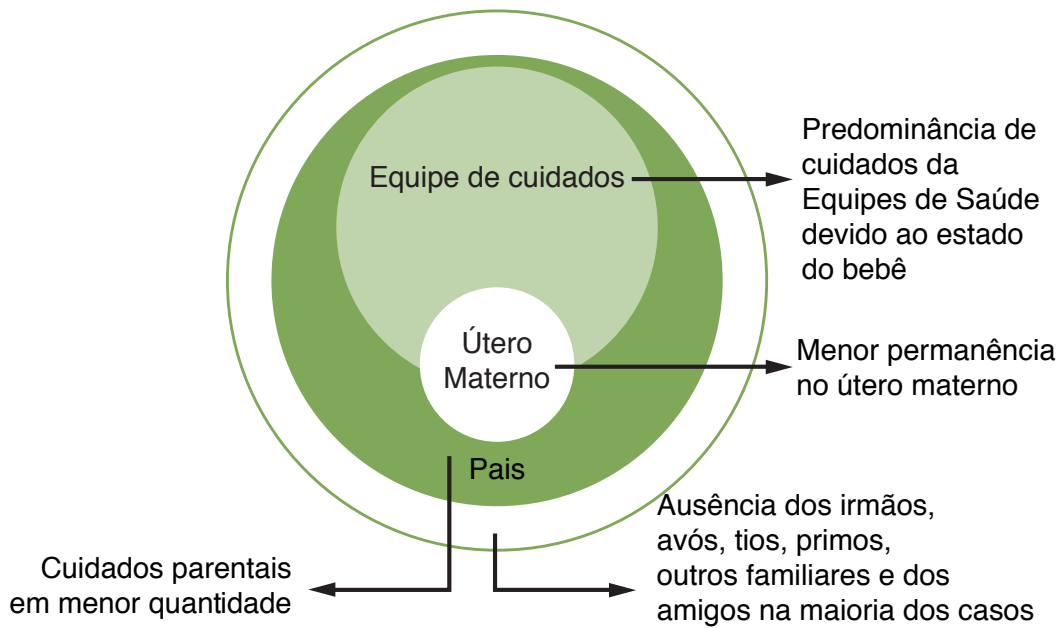 Predominância de
cuidados da
Equipes de Saúde
devido ao estado
do bebê
Equipe de cuidados
Útero
Materno
Menor permanência
no útero materno
Pais
Ausência dos irmãos,
avós, tios, primos,
outros familiares e dos
amigos na maioria dos casos
Cuidados parentais
em menor quantidade